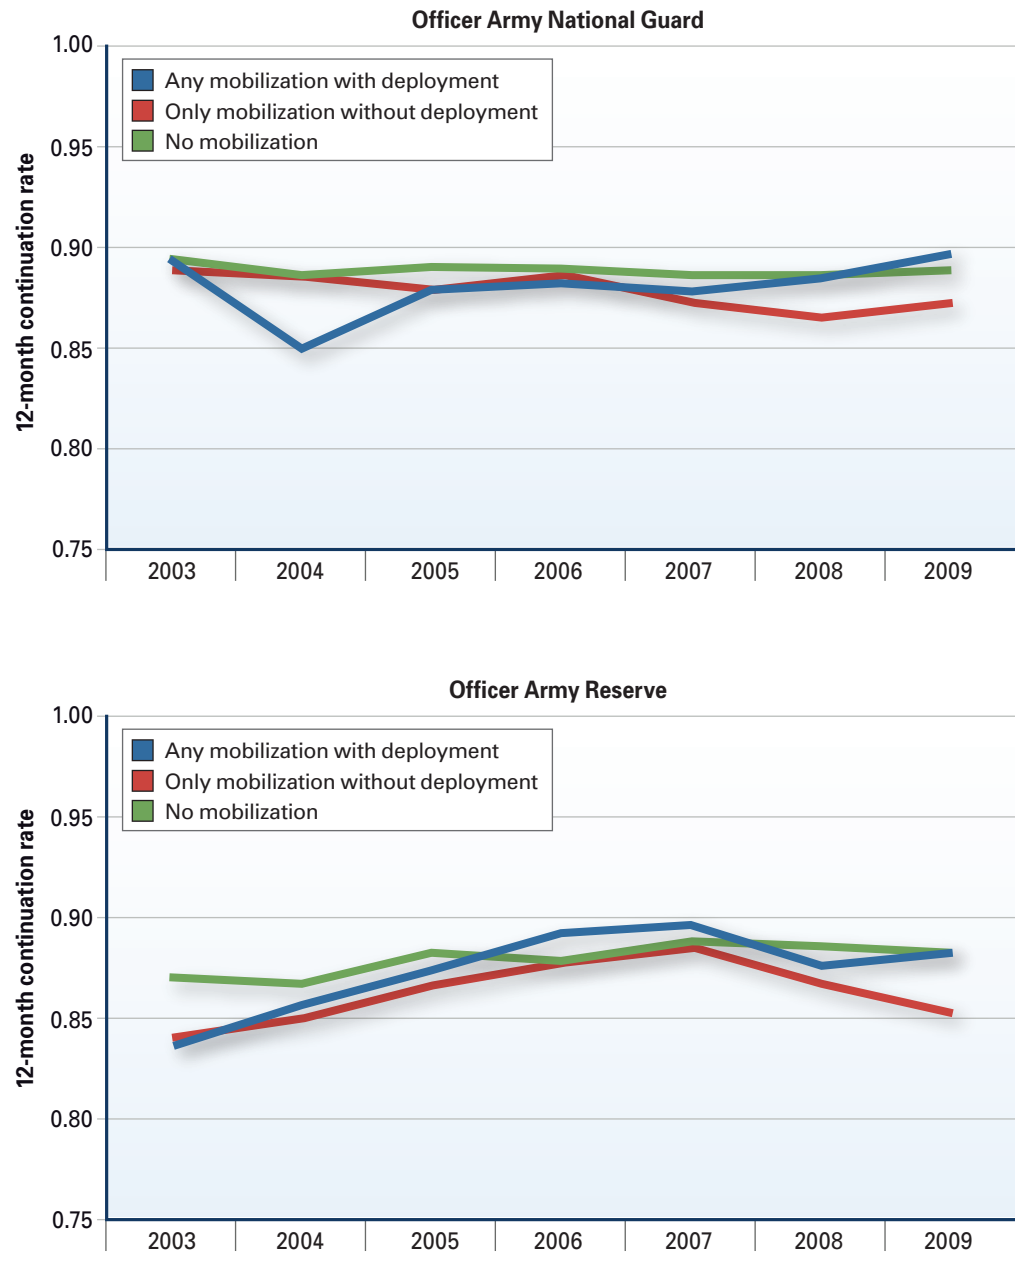 Officer Army National Guard
1.00
Any mobilization with deployment
Only mobilization without deployment
No mobilization
0.95
0.90
0.85
0.80
0.75
12-month continuation rate
2003 2004 2005 2006 2007 2008 2009
Officer Army Reserve
1.00
Any mobilization with deployment
Only mobilization without deployment
No mobilization
0.95
0.90
0.85
0.80
0.75
12-month continuation rate
2003 2004 2005 2006 2007 2008 2009